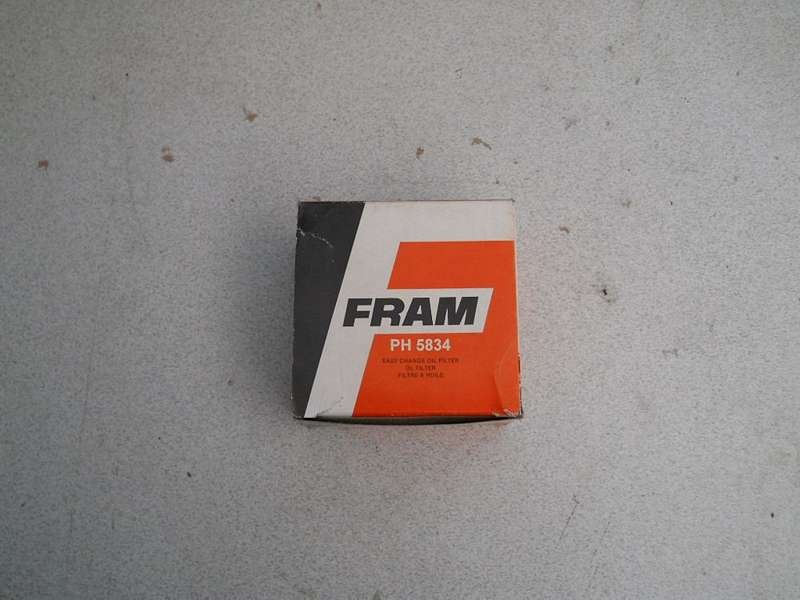 FRAM
PH 5834
EASY CHANGE OIL FILTER
OIL FILTER
FILTRE A HUILE